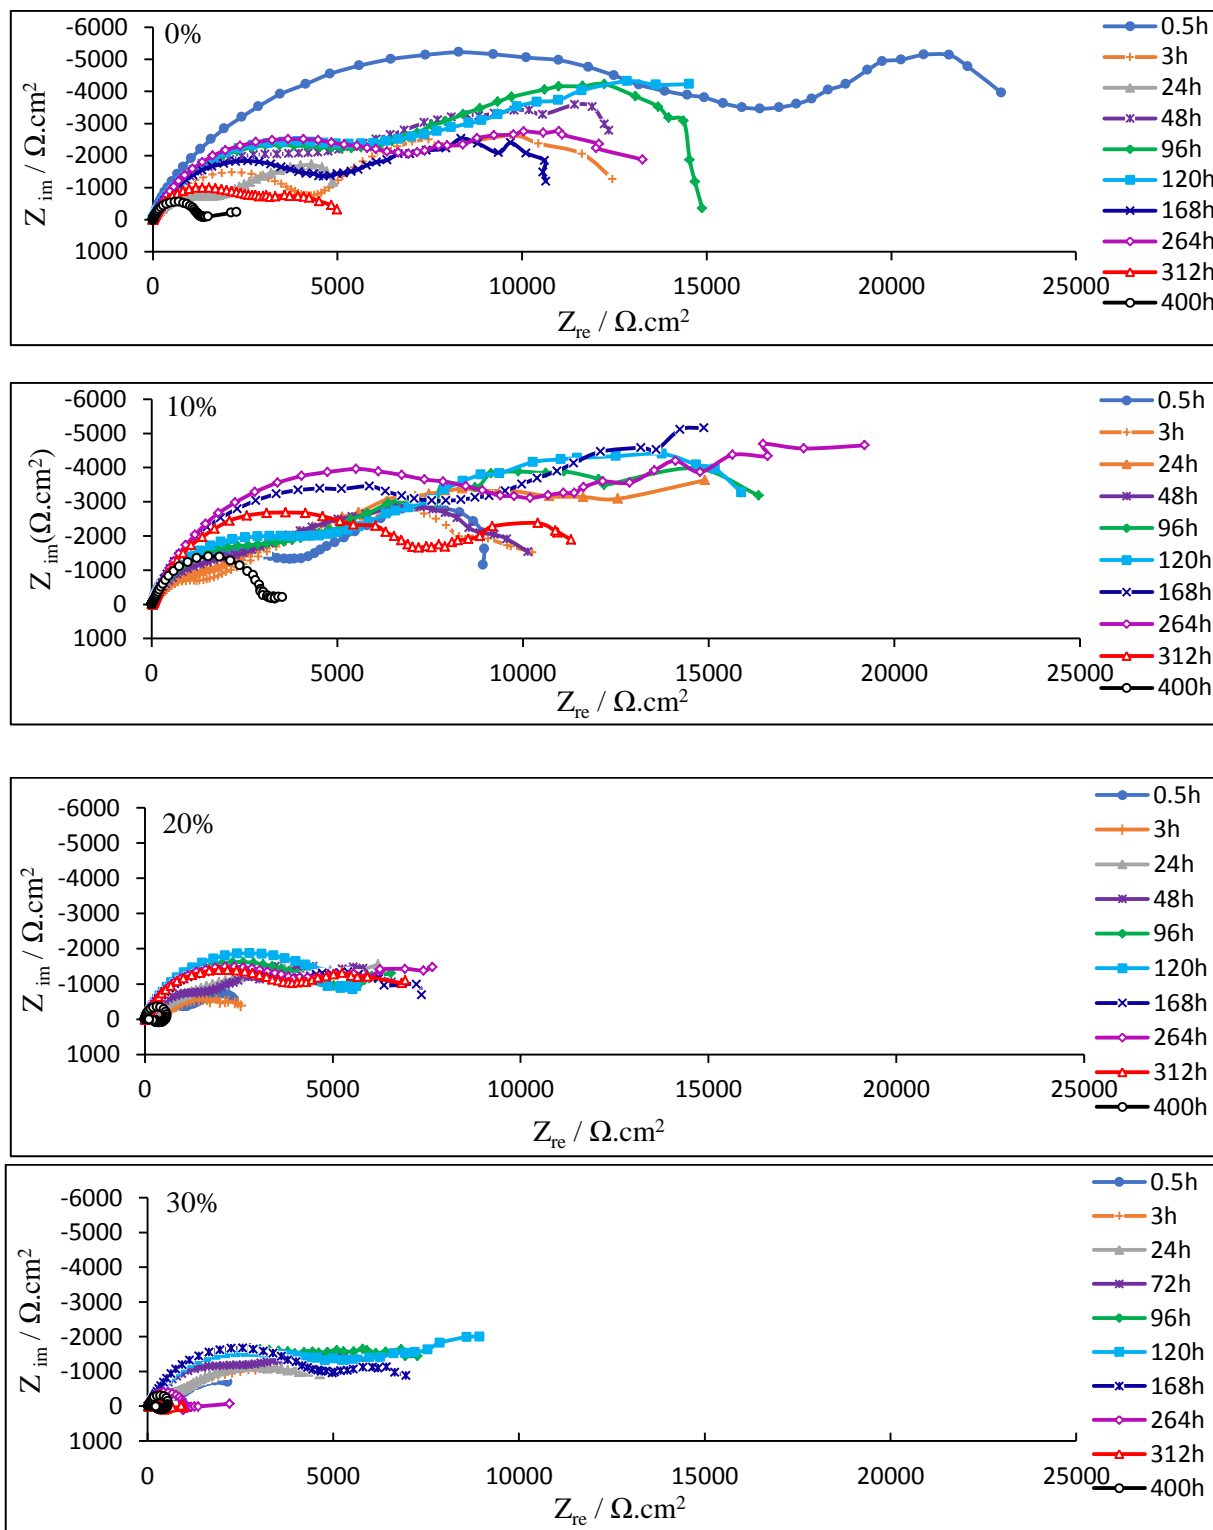 0%
-6000
-5000
-4000
-3000
-2000
-1000
0
1000
Z im / Ω.cm2
0 5000 10000 15000 20000 25000
Zre / Ω.cm2
0.5h
3h
24h
48h
96h
120h
168h
264h
312h
400h
10%
-6000
-5000
-4000
-3000
-2000
-1000
0
1000
Z im(Ω.cm2)
0 5000 10000 15000 20000 25000
Zre / Ω.cm2
0.5h
3h
24h
48h
96h
120h
168h
264h
312h
400h
20%
-6000
-5000
-4000
-3000
-2000
-1000
0
1000
Z im / Ω.cm2
0 5000 10000 15000 20000 25000
Zre / Ω.cm2
0.5h
3h
24h
48h
96h
120h
168h
264h
312h
400h
30%
-6000
-5000
-4000
-3000
-2000
-1000
0
1000
Z im / Ω.cm2
0 5000 10000 15000 20000 25000
Zre / Ω.cm2
0.5h
3h
24h
72h
96h
120h
168h
264h
312h
400h